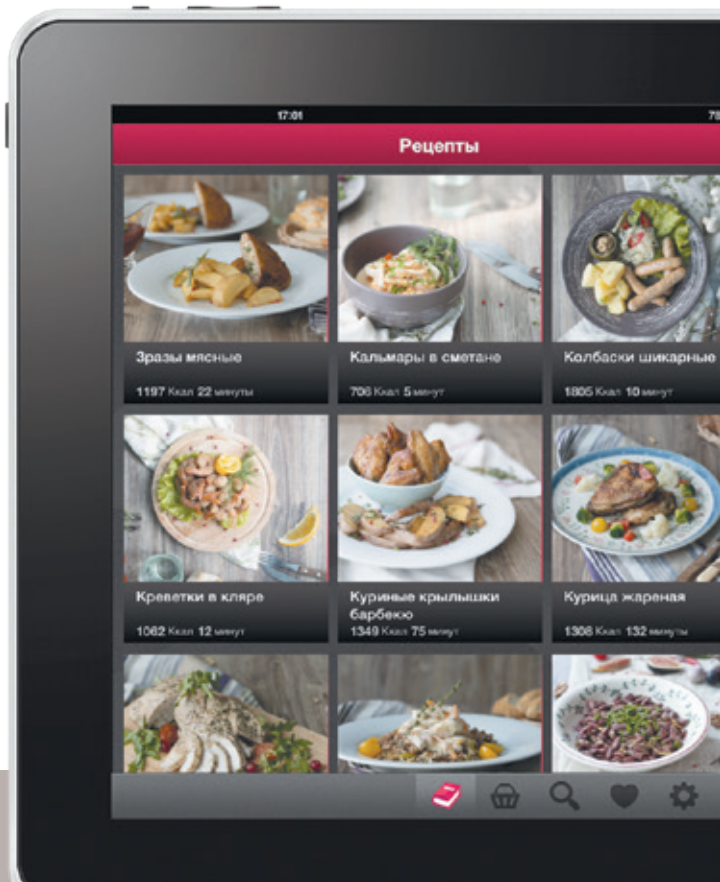 17:01
78
Рецепты
Зразы мясные
1197 Ккал 22 минуты
Кальмары в сметане
706 Ккал 5 минут
Колбаски шикарные
1805 Ккал 10 минут
Креветки в кляре
1062 Ккал 12 минут
Куриные крылышки
барбекю
1349 Ккал 75 минут
Курица жареная
1308 Ккал 132 минуты